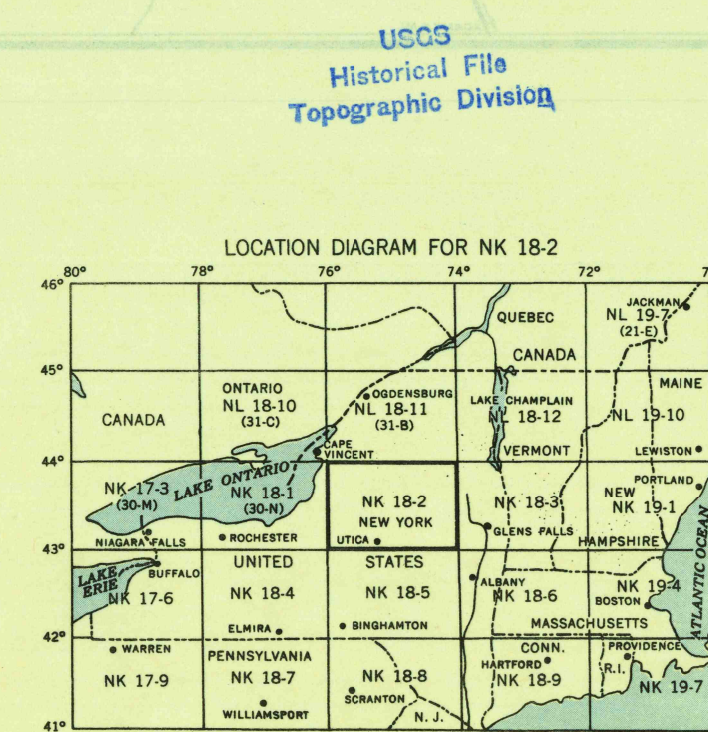 USGS
Historical File
Topographic Division
LOCATION DIAGRAM FOR NK 18-2
80° 78° 76° 74° 72°
46°
JACKMAN
NL 19-7
(21-E)
QUEBEC
CANADA
45°
MAINE
ONTARIO
NL 18-10
(31-C)
OGDENSBURG
NL 18-11
(31-B)
LAKE CHAMPLAIN
NL 18-12
NL 19-10
CANADA
CAPE
VINCENT
VERMONT
LEWISTON
44°
LAKE ONTARIO
NK 17-3
(30-M)
NK 18-1
(30-N)
NK 18-2
NEW YORK
UTICA
NK 18-3
GLENS FALLS
PORTLAND
NEW
NK 19-1
HAMPSHIRE
ATLANTIC OCEAN
NIAGARA FALLS
ROCHESTER
43°
UNITED STATES
BUFFALO
LAKE
ERIE
NK 17-6
NK 18-4
NK 18-5
ALBANY
NK 18-6
NK 19-4
BOSTON
ELMIRA
BINGHAMTON
MASSACHUSETTS
42°
WARREN
PENNSYLVANIA
CONN.
PROVIDENCE
HARTFORD
R.I.
NK 17-9
NK 18-7
NK 18-8
NK 18-9
NK 19-7
SCRANTON
WILLIAMSPORT
N. J.
41°